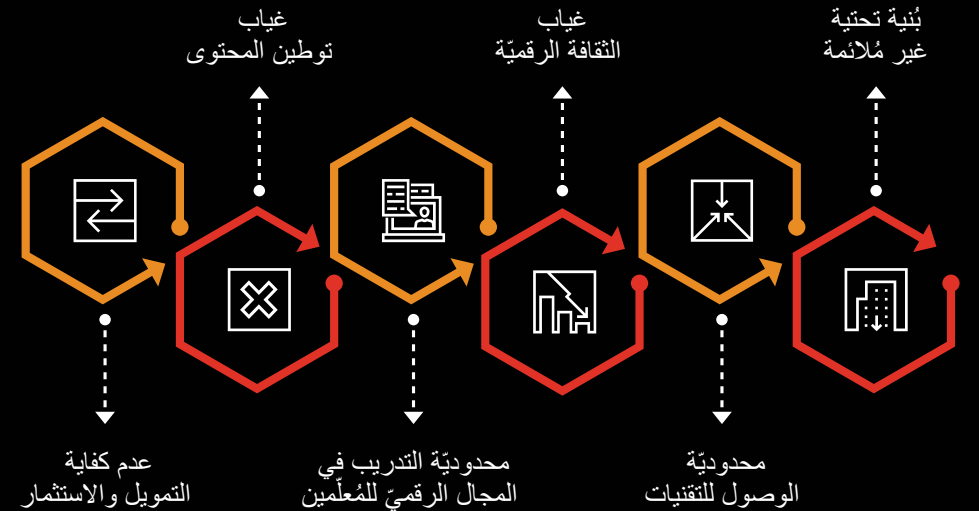 بُنية تحتية
غير مُلائمة
محدوديّة
الوصول للتقنيات
غياب
الثقافة الرقميّة
محدوديّة التدريب في
المجال الرقميّ للمُعلّمين
غياب
توطين المحتوى
عدم كفاية
التمويل والاستثمار